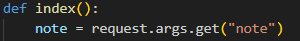 def index():
    note = request.args.get("note")